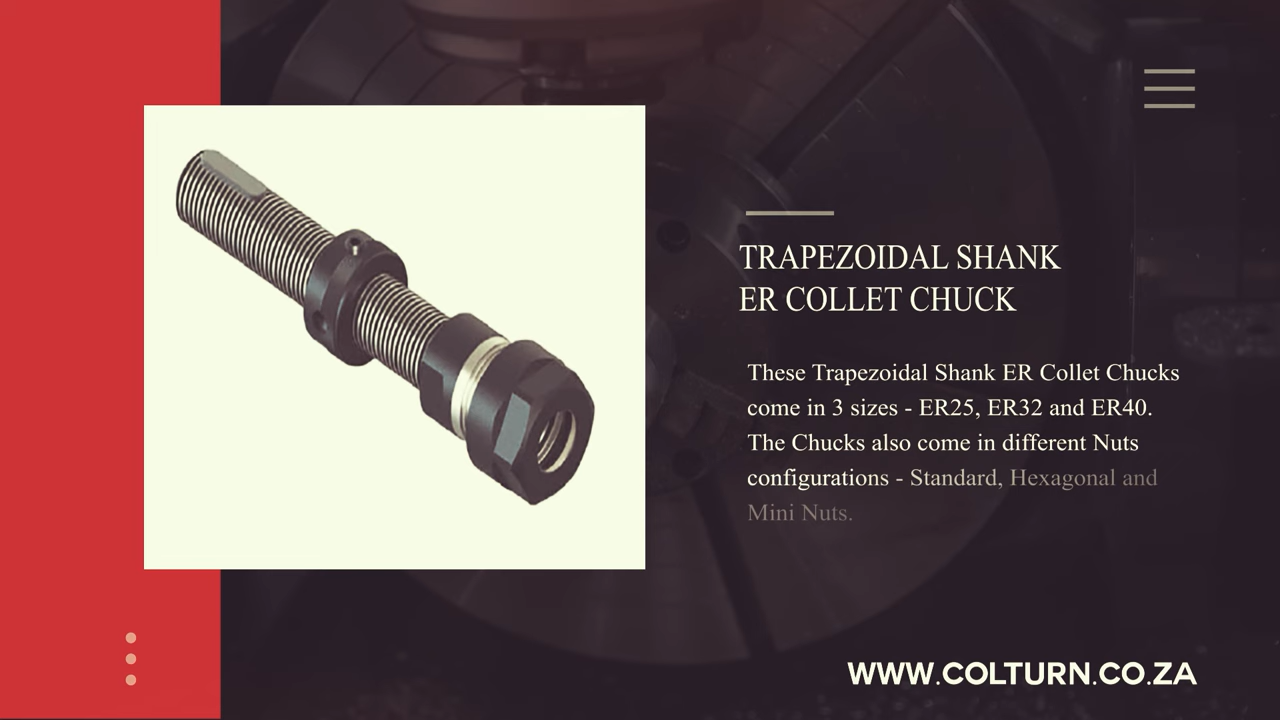 TRAPEZOIDAL SHANK
ER COLLET CHUCK
These Trapezoidal Shank ER Collet Chucks
come in 3 sizes - ER25, ER32 and ER40.
The Chucks also come in different Nuts
configurations - Standard, Hexagonal and
Mini Nuts.
WWW.COLTURN.CO.ZA